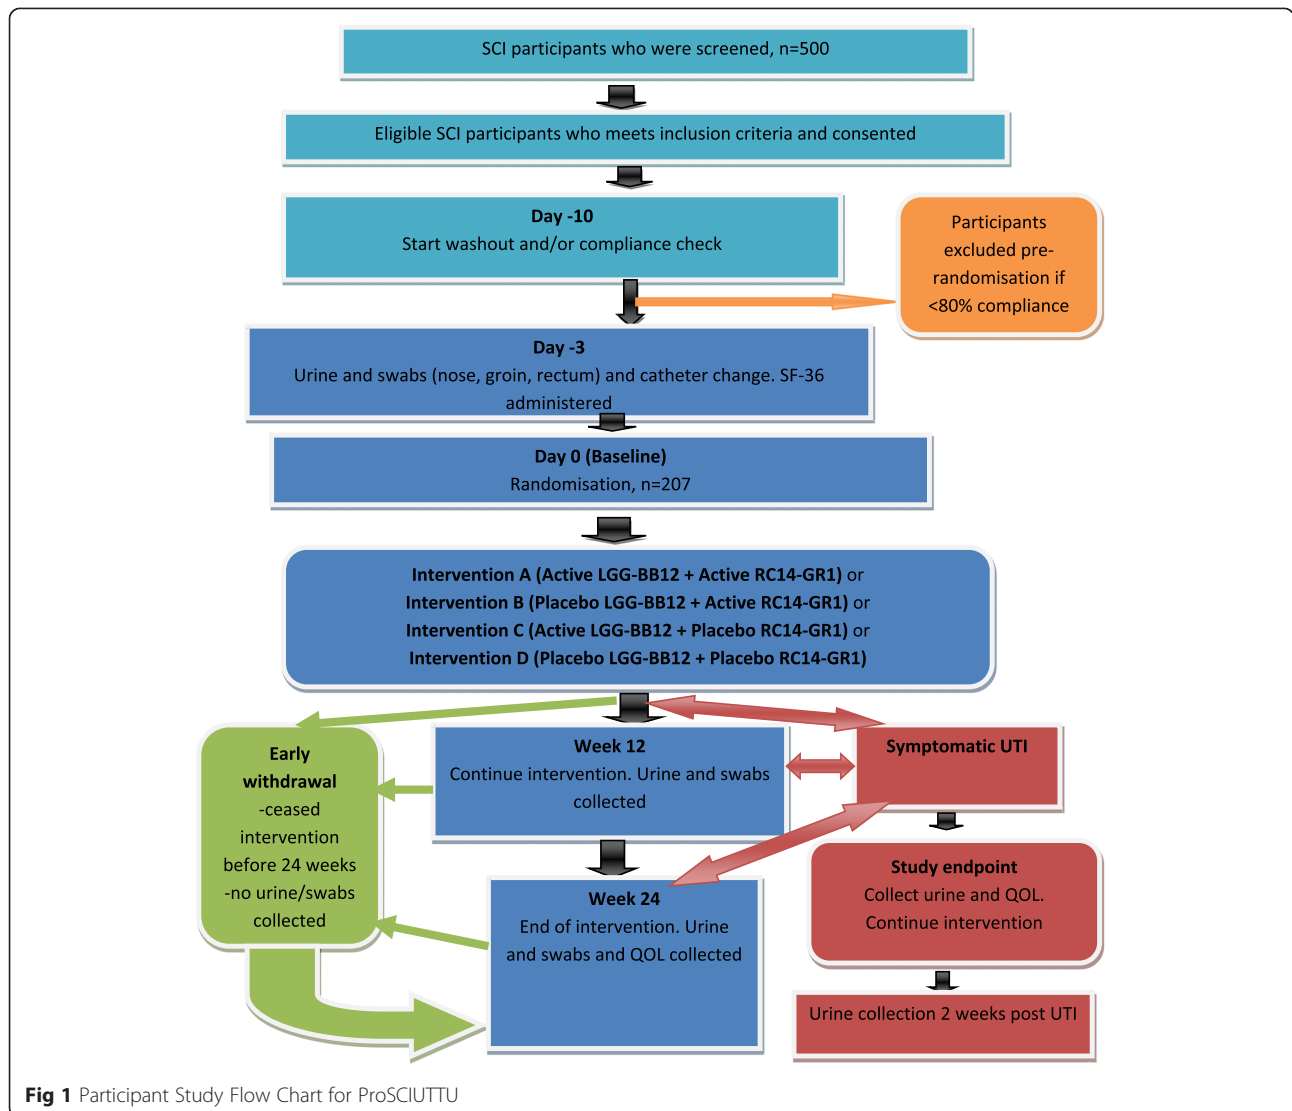 SCI participants who were screened, n=500
Eligible SCI participants who meets inclusion criteria and consented
Day -10
Start washout and/or compliance check
Participants
excluded pre-
randomisation if
<80% compliance
Day -3
Urine and swabs (nose, groin, rectum) and catheter change. SF-36
administered
Day 0 (Baseline)
Randomisation, n=207
Intervention A (Active LGG-BB12 + Active RC14-GR1) or
Intervention B (Placebo LGG-BB12 + Active RC14-GR1) or
Intervention C (Active LGG-BB12 + Placebo RC14-GR1) or
Intervention D (Placebo LGG-BB12 + Placebo RC14-GR1)
Early
withdrawal
-ceased
intervention
before 24 weeks
-no urine/swabs
collected
Week 12
Continue intervention. Urine and swabs
collected
Symptomatic UTI
Week 24
End of intervention. Urine
and swabs and QOL collected
Study endpoint
Collect urine and QOL.
Continue intervention
Urine collection 2 weeks post UTI
Fig 1 Participant Study Flow Chart for ProSCIUTTU